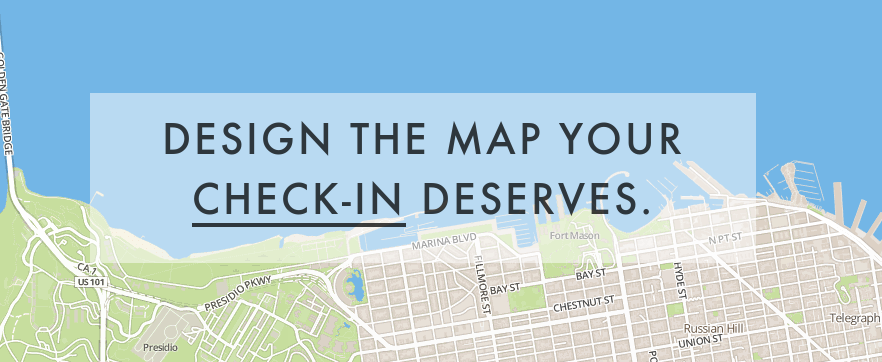 GOLDEN GATE BRIDGE
DESIGN THE MAP YOUR
CHECK-IN DESERVES.
MARINA BLVD
Fort Mason
N PT ST
CA 1
US 101
PRESIDIO PKWY
FILLMORE ST
BAY ST
BAY ST
HYDE ST
CHESTNUT ST
Presidio
Russian Hill
UNION ST
Telegraph